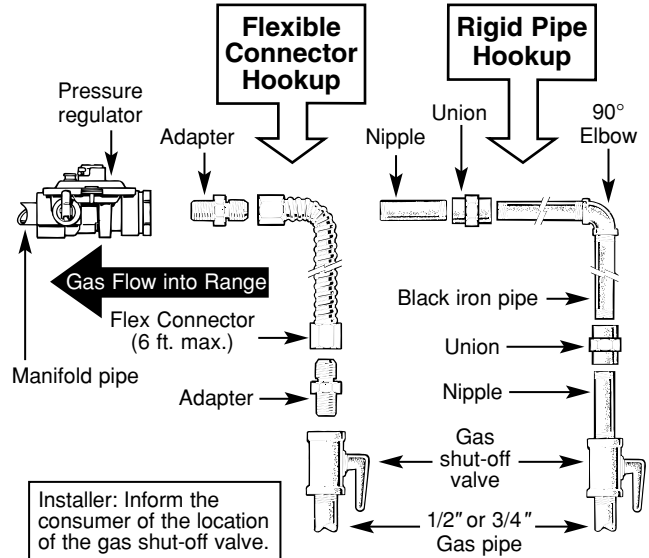 Flexible
Connector
Hookup
Rigid Pipe
Hookup
Pressure
regulator
Adapter
Nipple
Union
90°
Elbow
Gas Flow into Range
Black iron pipe
Flex Connector
(6 ft. max.)
Union
Manifold pipe
Adapter
Nipple
Gas
shut-off
valve
Installer: Inform the
consumer of the location
of the gas shut-off valve.
1/2" or 3/4"
Gas pipe